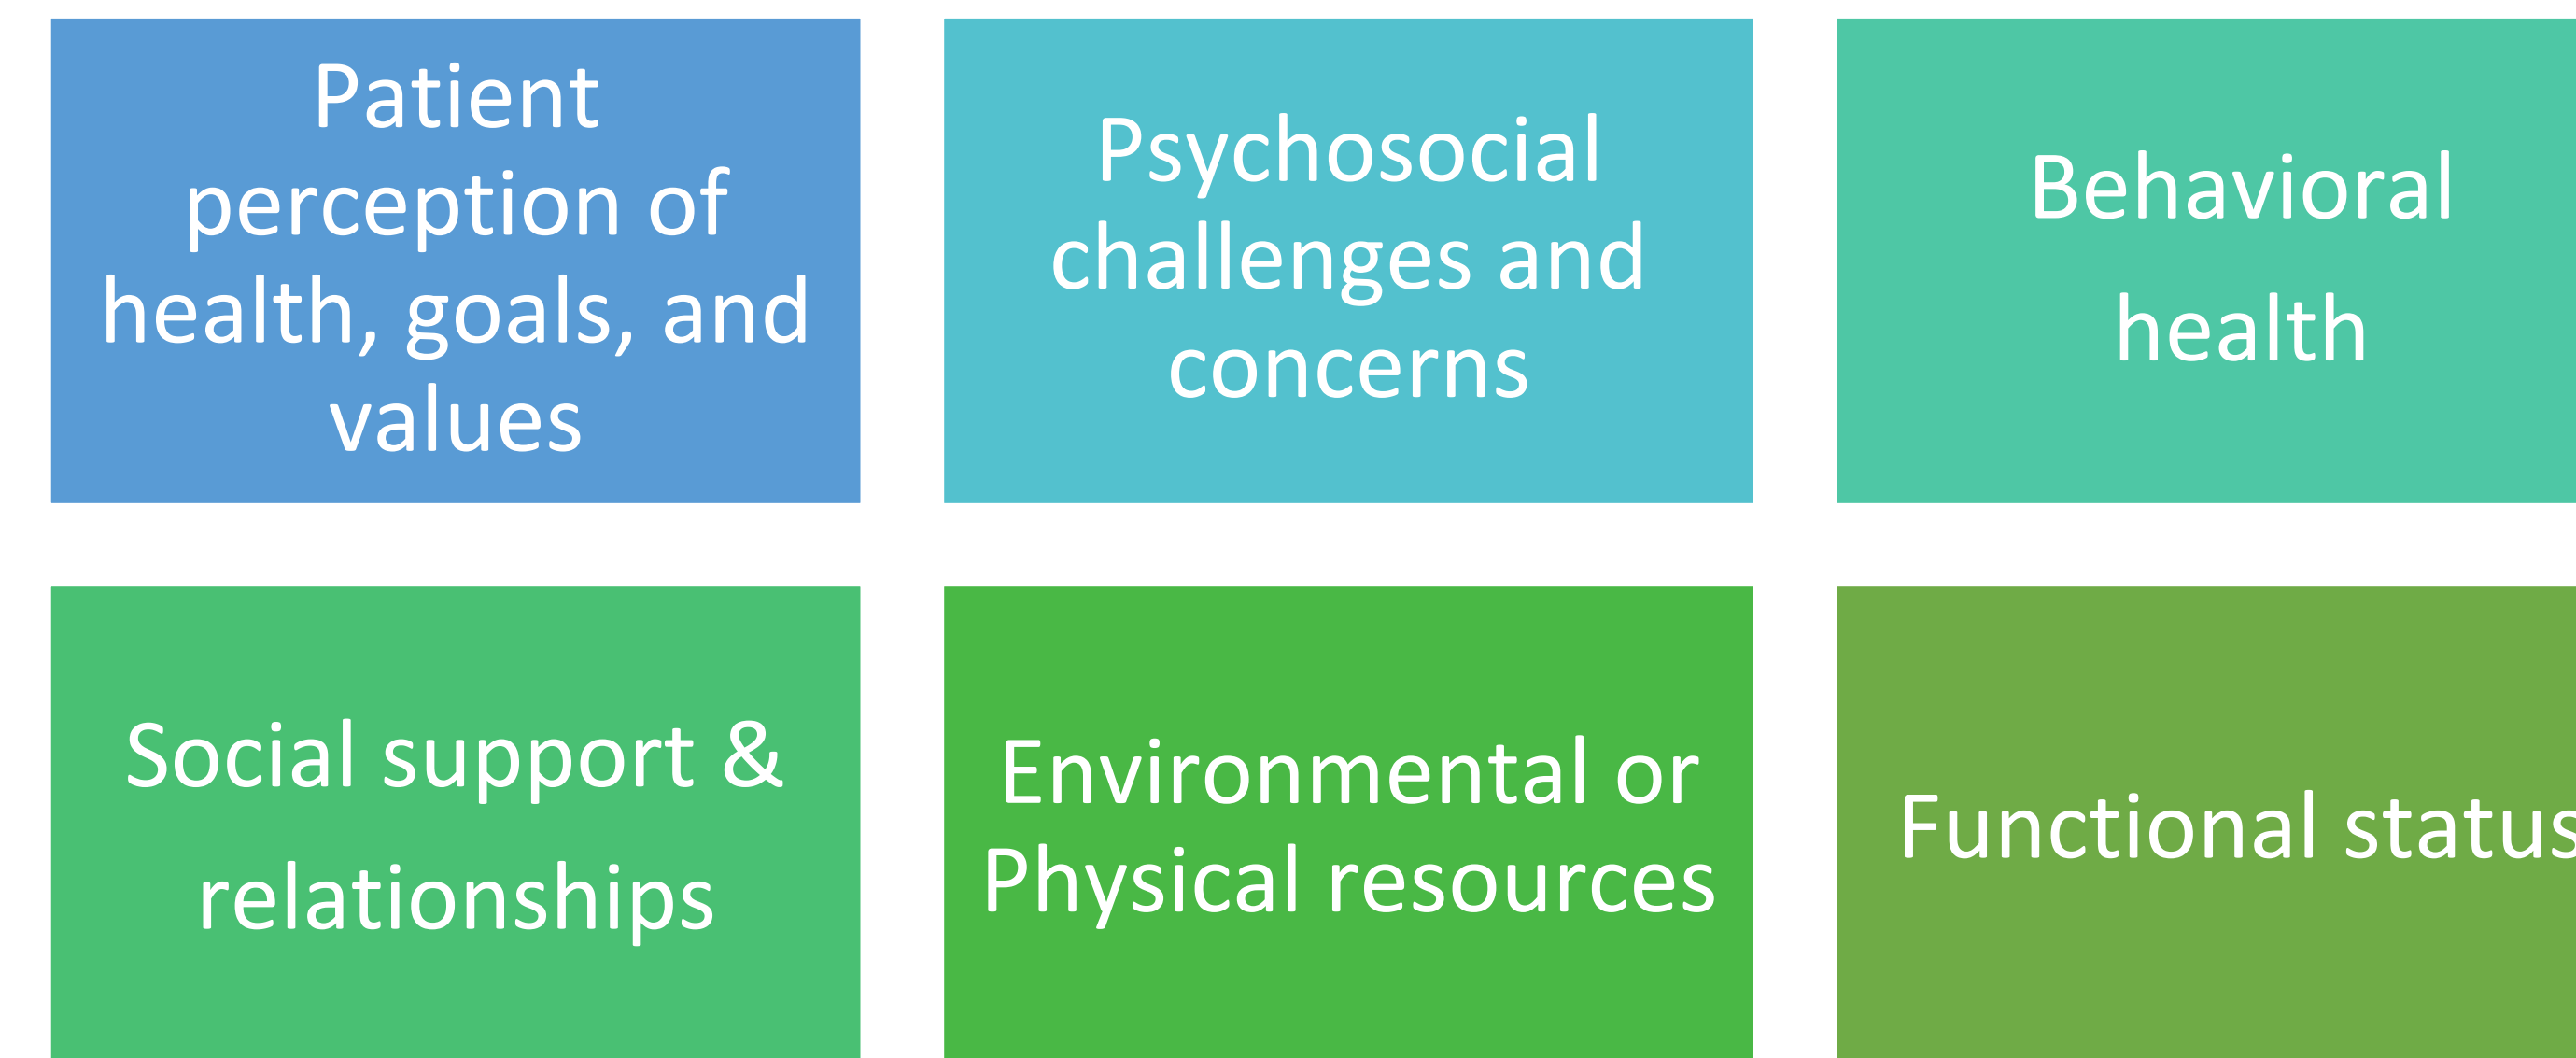 Patient
perception of
health, goals, and
values
Psychosocial
challenges and
concerns
Behavioral
health
Social support &
relationships
Environmental or
Physical resources
Functional status